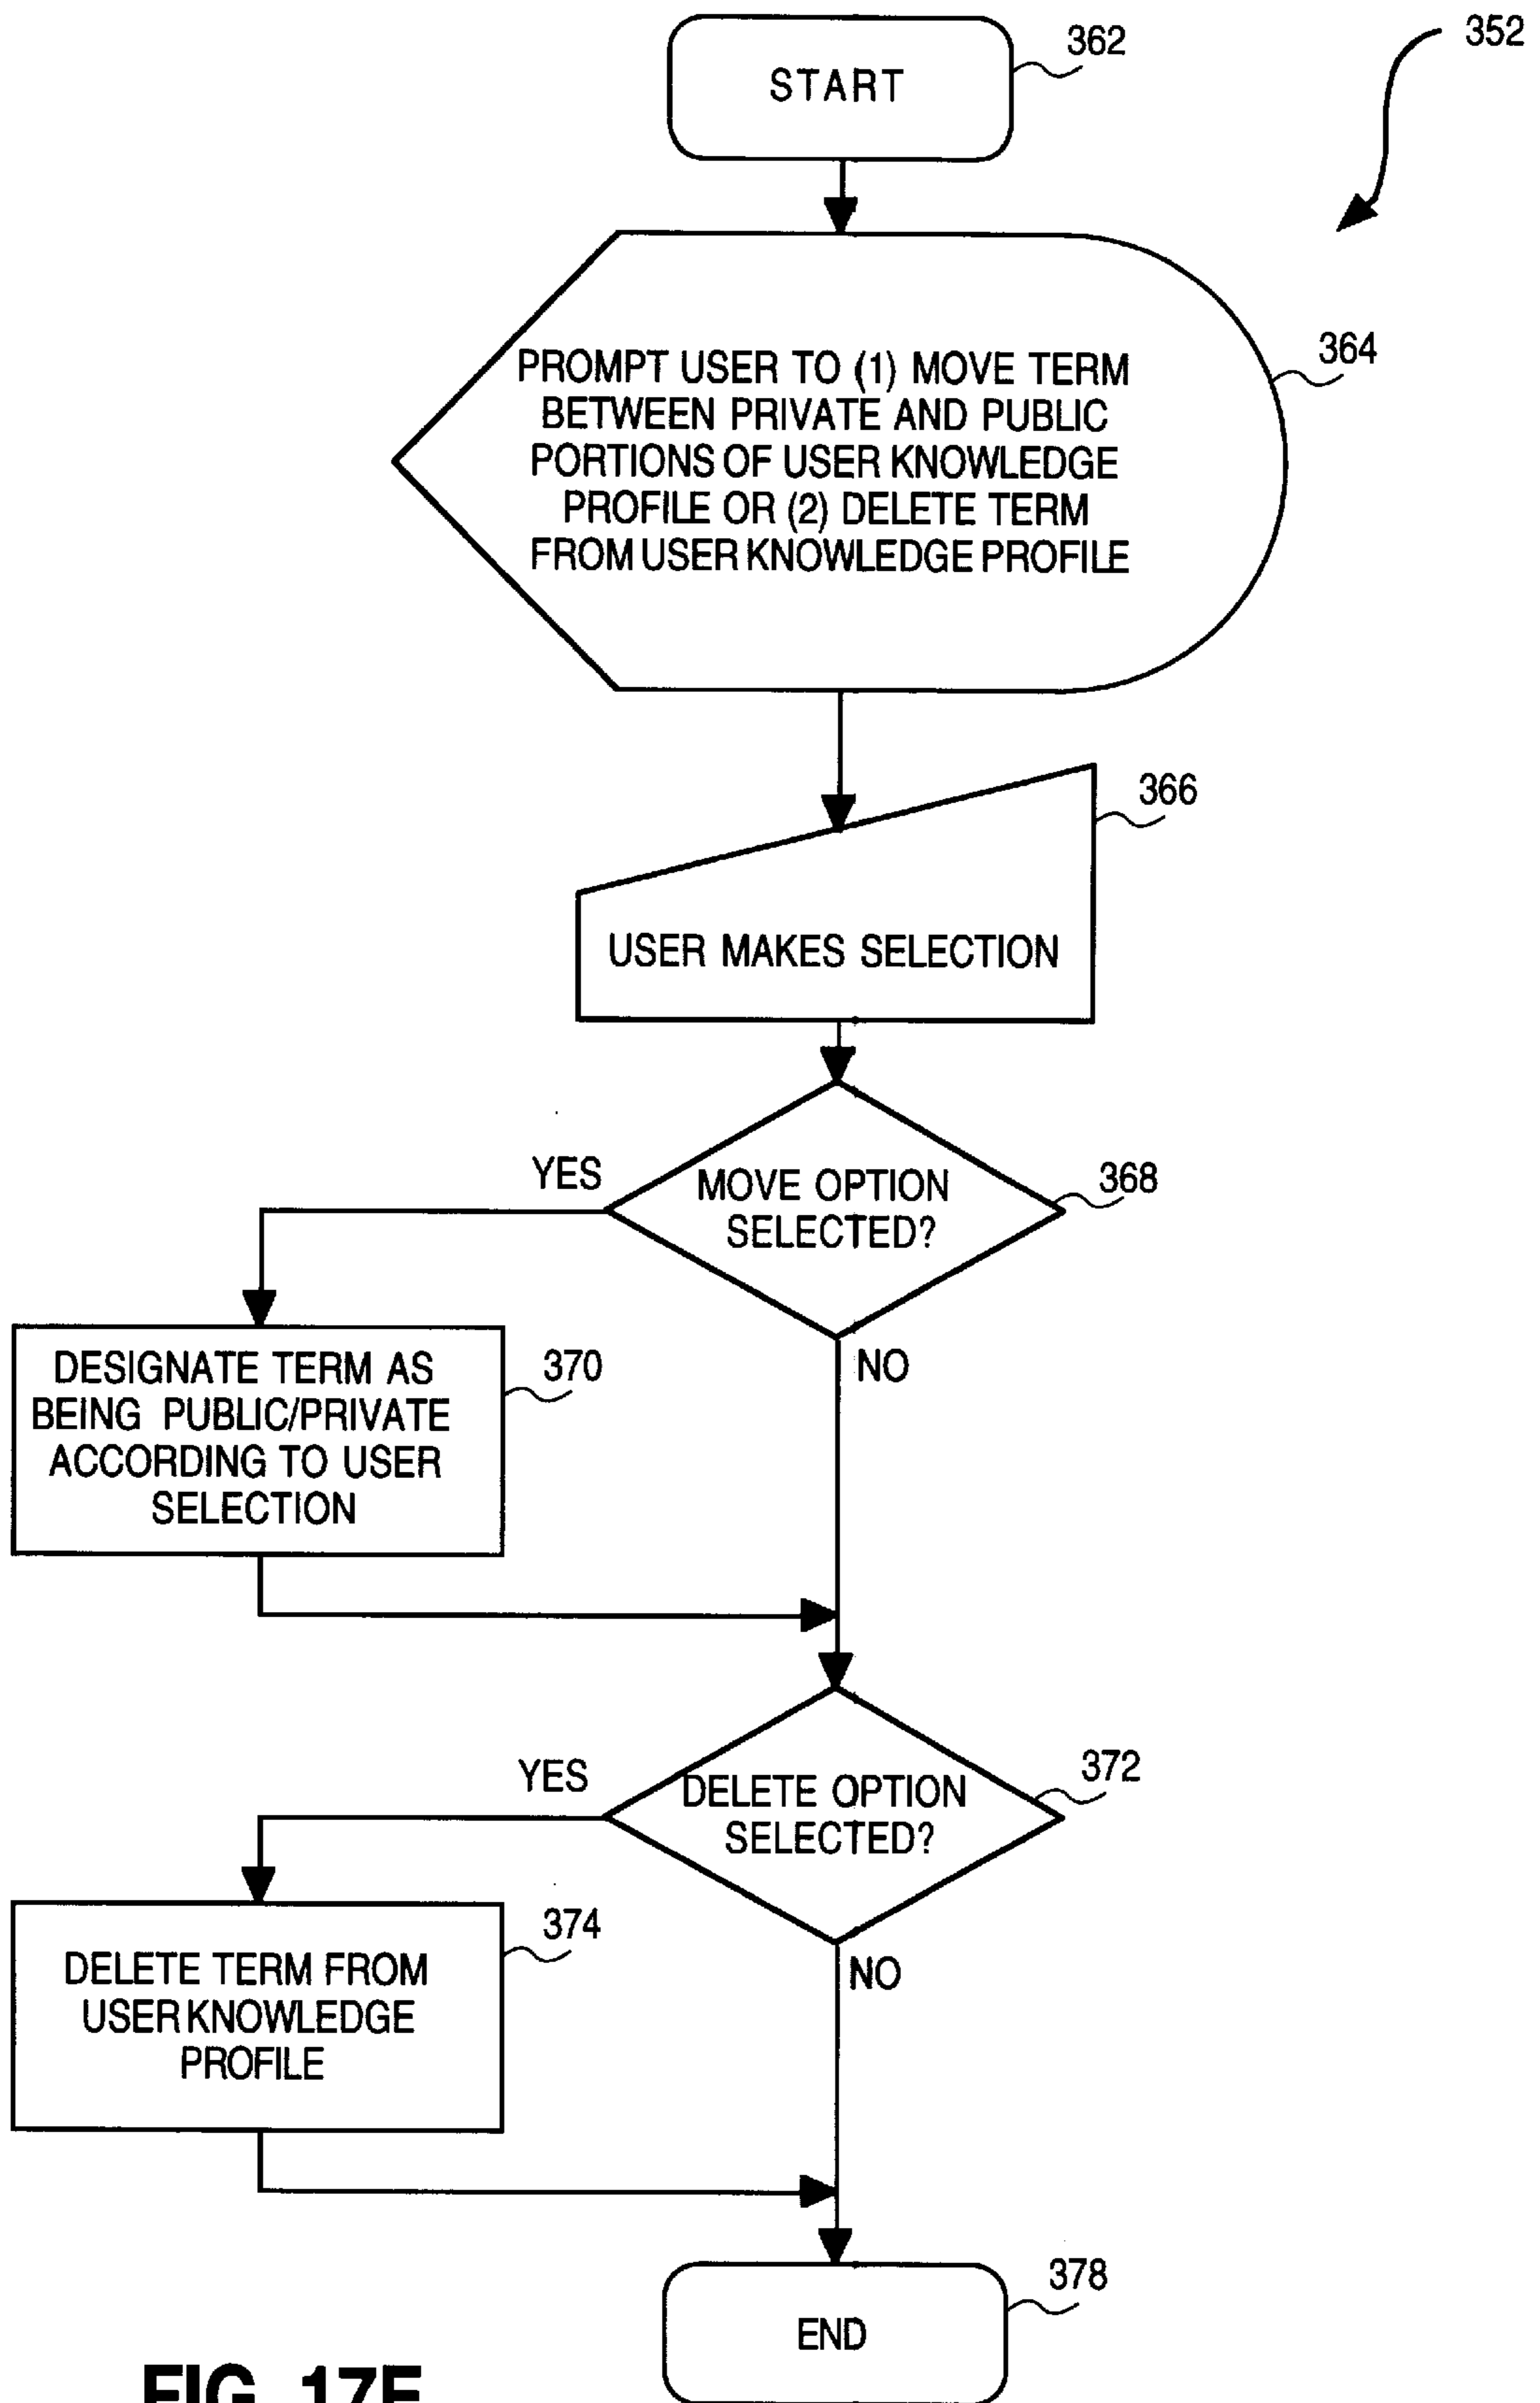 352
362
START
364
PROMPT USER TO (1) MOVE TERM
BETWEEN PRIVATE AND PUBLIC
PORTIONS OF USER KNOWLEDGE
PROFILE OR (2) DELETE TERM
FROM USER KNOWLEDGE PROFILE
366
USER MAKES SELECTION
368
YES
MOVE OPTION
SELECTED?
NO
370
DESIGNATE TERM AS
BEING PUBLIC/PRIVATE
ACCORDING TO USER
SELECTION
372
YES
DELETE OPTION
SELECTED?
NO
374
DELETE TERM FROM
USER KNOWLEDGE
PROFILE
378
END
FIG. 17E